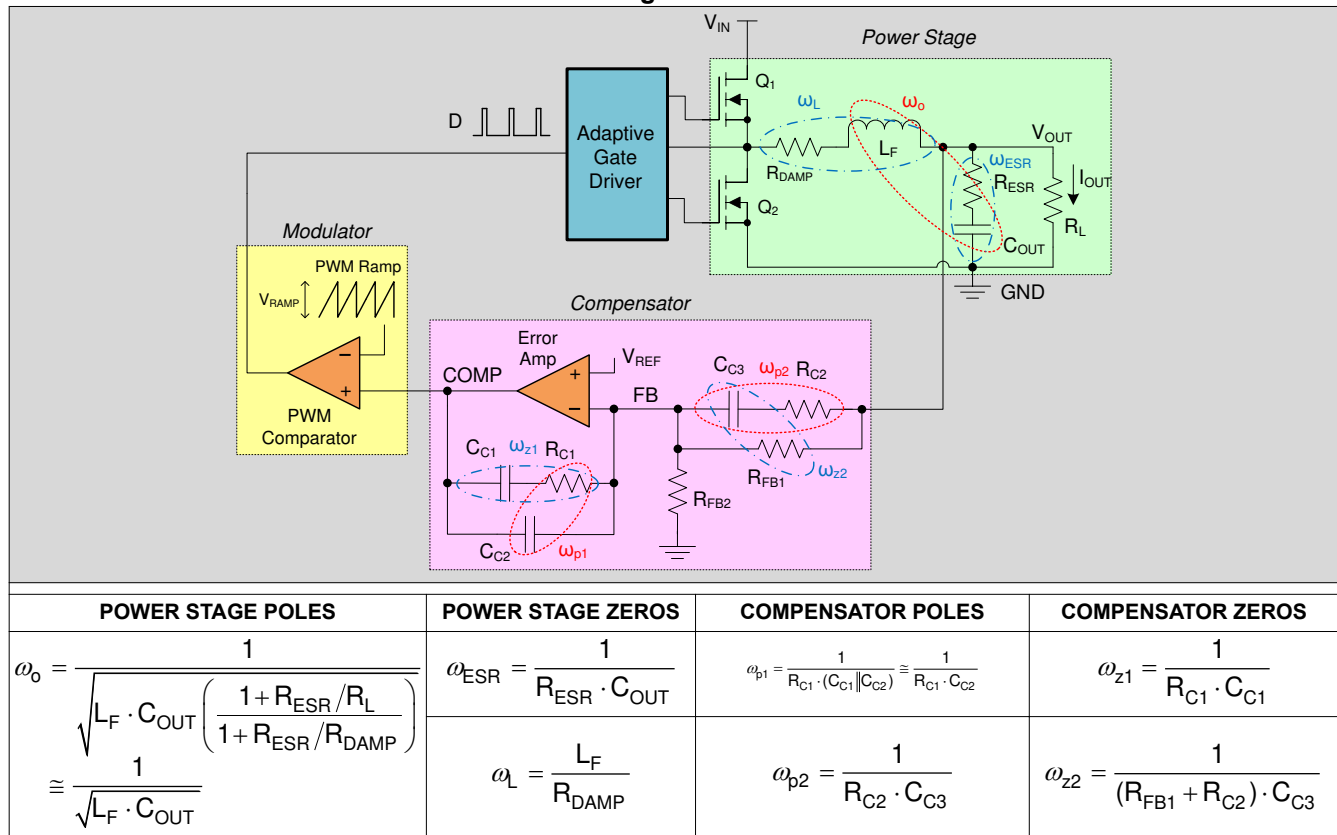 V_IN
Power Stage
Q_1
ω_L
ω_o
D
Adaptive
Gate
Driver
V_OUT
L_F
R_DAMP
ω_ESR
R_ESR
I_OUT
Q_2
R_L
C_OUT
GND
Modulator
PWM Ramp
V_RAMP
−
+
PWM
Comparator
Compensator
Error
Amp
V_REF
COMP
+
−
FB
C_C3
ω_p2
R_C2
C_C1
ω_z1
R_C1
R_FB1
ω_z2
R_FB2
C_C2
ω_p1
POWER STAGE POLES
POWER STAGE ZEROS
COMPENSATOR POLES
COMPENSATOR ZEROS
ω_o = 1 / √(L_F · C_OUT ((1 + R_ESR/R_L) / (1 + R_ESR/R_DAMP)))
≅ 1 / √(L_F · C_OUT)
ω_ESR = 1 / (R_ESR · C_OUT)
ω_p1 = 1 / (R_C1 · (C_C1‖C_C2)) ≅ 1 / (R_C1 · C_C2)
ω_z1 = 1 / (R_C1 · C_C1)
ω_L = L_F / R_DAMP
ω_p2 = 1 / (R_C2 · C_C3)
ω_z2 = 1 / ((R_FB1 + R_C2) · C_C3)